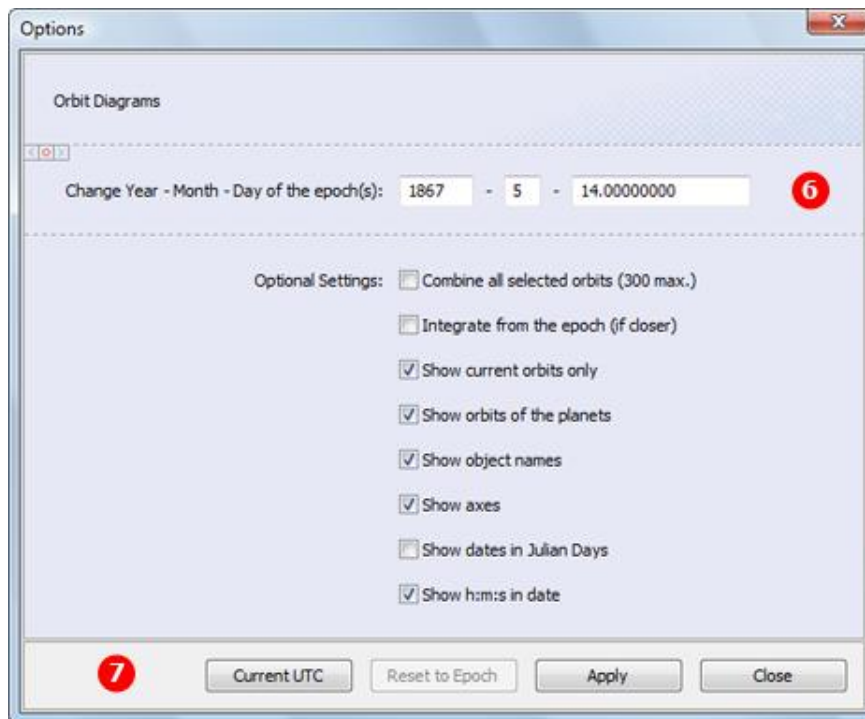 Options
Orbit Diagrams
Change Year - Month - Day of the epoch(s): 1867 - 5 - 14.00000000 6
Optional Settings: Combine all selected orbits (300 max.)
Integrate from the epoch (if closer)
Show current orbits only
Show orbits of the planets
Show object names
Show axes
Show dates in Julian Days
Show h:m:s in date
7 Current UTC Reset to Epoch Apply Close